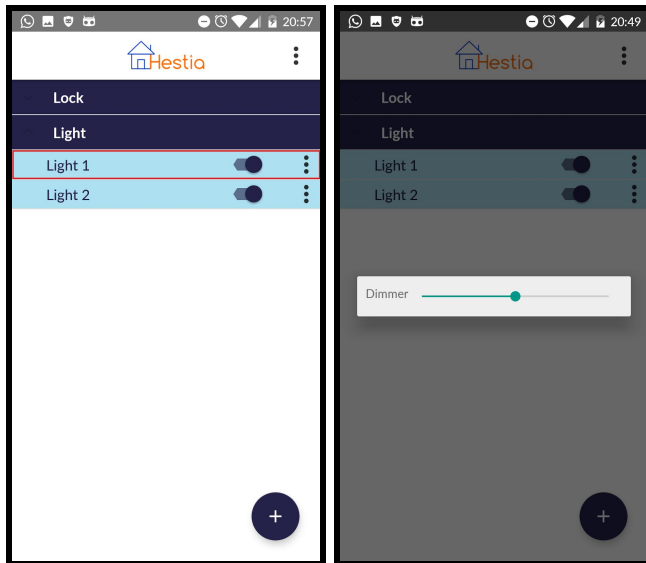 20:57
Hestia
Lock
Light
Light 1
Light 2
20:49
Hestia
Lock
Light
Light 1
Light 2
Dimmer